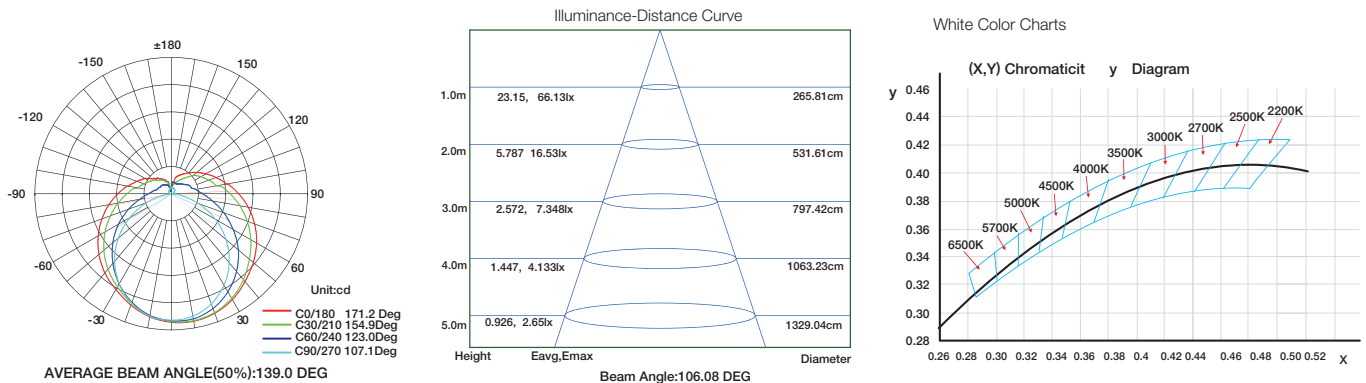 ±180
-150
150
-120
120
-90
90
-60
60
-30
30
Unit:cd
C0/180 171.2 Deg
C30/210 154.9Deg
C60/240 123.0Deg
C90/270 107.1Deg
AVERAGE BEAM ANGLE(50%):139.0 DEG
Illuminance-Distance Curve
1.0m 23.15, 66.13lx 265.81cm
2.0m 5.787 16.53lx 531.61cm
3.0m 2.572, 7.348lx 797.42cm
4.0m 1.447, 4.133lx 1063.23cm
5.0m 0.926, 2.65lx 1329.04cm
Height Eavg,Emax Diameter
Beam Angle:106.08 DEG
White Color Charts
(X,Y) Chromaticit y Diagram
y
0.46
0.44
0.42
0.40
0.38
0.36
0.34
0.32
0.30
0.28
2200K
2500K
2700K
3000K
3500K
4000K
4500K
5000K
5700K
6500K
0.26 0.28 0.30 0.32 0.34 0.36 0.38 0.4 0.42 0.44 0.46 0.48 0.50 0.52 x